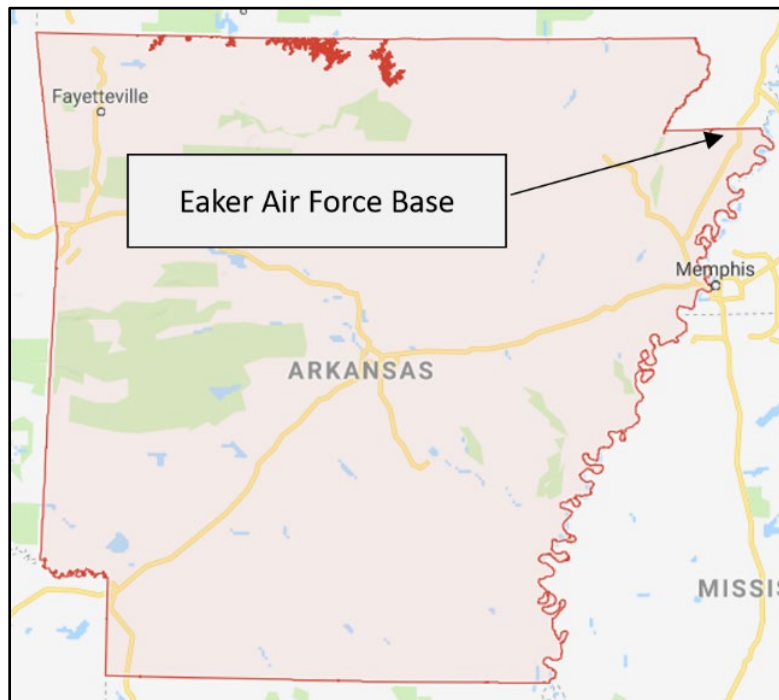 Fayetteville
Eaker Air Force Base
Memphis
ARKANSAS
MISSIS